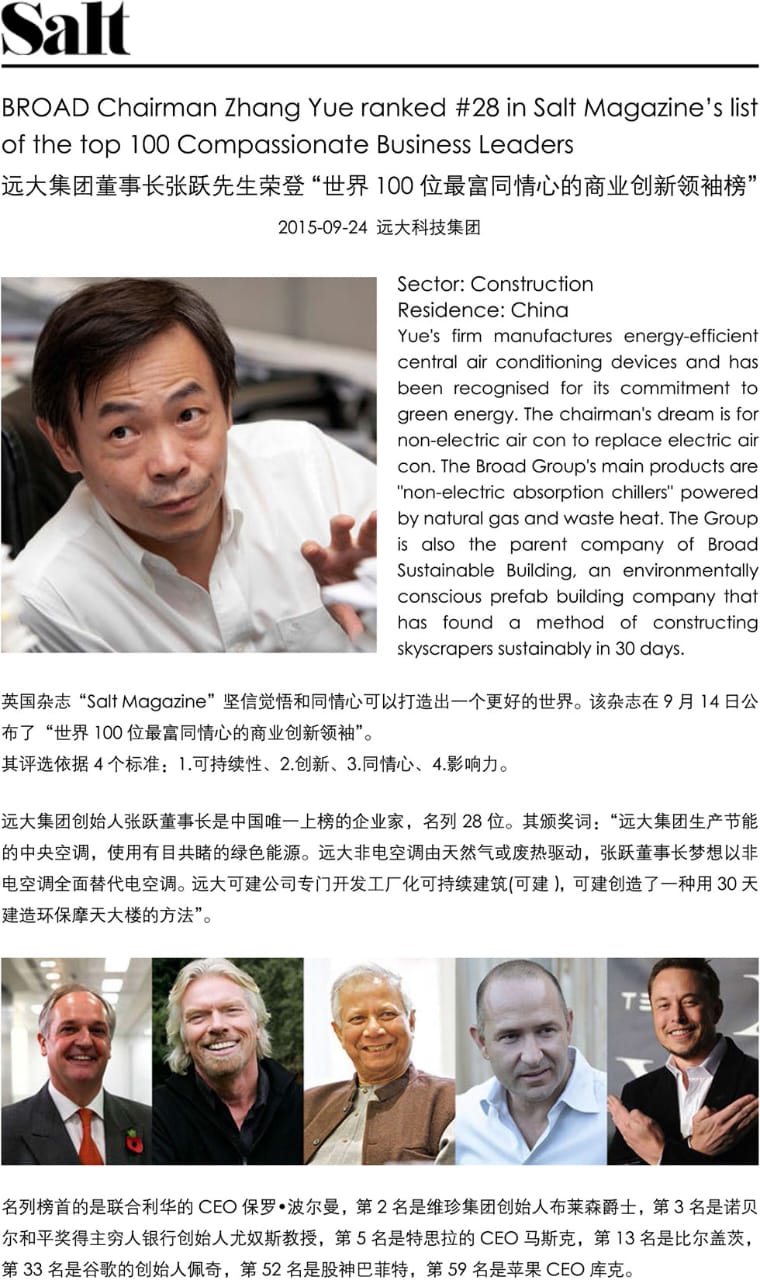 Salt
BROAD Chairman Zhang Yue ranked #28 in Salt Magazine’s list
of the top 100 Compassionate Business Leaders
远大集团董事长张跃先生荣登“世界 100 位最富同情心的商业创新领袖榜”
2015-09-24 远大科技集团
Sector: Construction
Residence: China
Yue's firm manufactures energy-efficient
central air conditioning devices and has
been recognised for its commitment to
green energy. The chairman's dream is for
non-electric air con to replace electric air
con. The Broad Group's main products are
"non-electric absorption chillers" powered
by natural gas and waste heat. The Group
is also the parent company of Broad
Sustainable Building, an environmentally
conscious prefab building company that
has found a method of constructing
skyscrapers sustainably in 30 days.
英国杂志“Salt Magazine”坚信觉悟和同情心可以打造出一个更好的世界。该杂志在 9 月 14 日公
布了“世界 100 位最富同情心的商业创新领袖”。
其评选依据 4 个标准：1.可持续性、2.创新、3.同情心、4.影响力。
远大集团创始人张跃董事长是中国唯一上榜的企业家，名列 28 位。其颁奖词：“远大集团生产节能
的中央空调，使用有目共睹的绿色能源。远大非电空调由天然气或废热驱动，张跃董事长梦想以非
电空调全面替代电空调。远大可建公司专门开发工厂化可持续建筑(可建 )，可建创造了一种用 30 天
建造环保摩天大楼的方法”。
TES
名列榜首的是联合利华的 CEO 保罗•波尔曼，第 2 名是维珍集团创始人布莱森爵士，第 3 名是诺贝
尔和平奖得主穷人银行创始人尤奴斯教授，第 5 名是特思拉的 CEO 马斯克，第 13 名是比尔盖茨，
第 33 名是谷歌的创始人佩奇，第 52 名是股神巴菲特，第 59 名是苹果 CEO 库克。